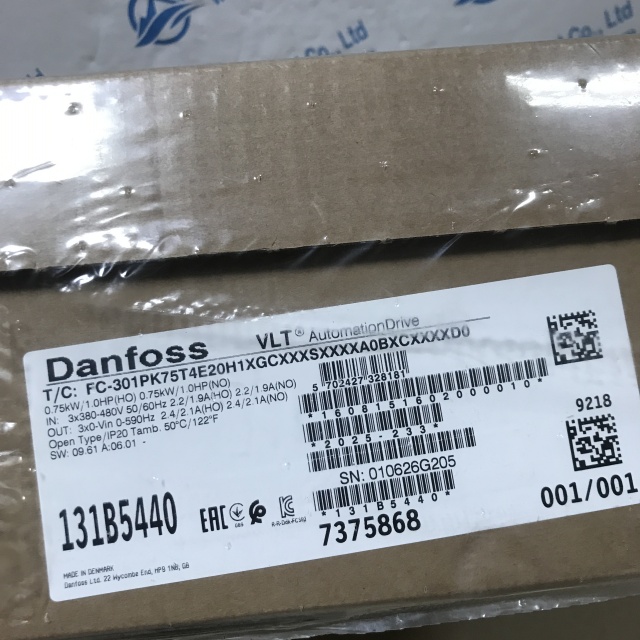 Co., Ltd
Co., Ltd
Danfoss
VLT® AutomationDrive
T/C: FC-301PK75T4E20H1XGCXXXSXXXXA0BXCXXXXD0
0.75kW/1.0HP(HO) 0.75kW/1.0HP(NO)
IN: 3x380-480V 50/60Hz 2.2/1.9A(HO) 2.2/1.9A(NO)
OUT: 3x0-Vin 0-590Hz 2.4/2.1A(HO) 2.4/2.1A(NO)
Open Type/IP20 Tamb. 50°C/122°F
SW: 09.61 A:06.01 -
5 702427 328181
*1608151602000010*
*2025-233*
SN: 010626G205
*131B5440*
7375868
9218
001/001
131B5440
EAC
MADE IN DENMARK
Danfoss Ltd. 22 Wycombe End, HP9 1NB, GB